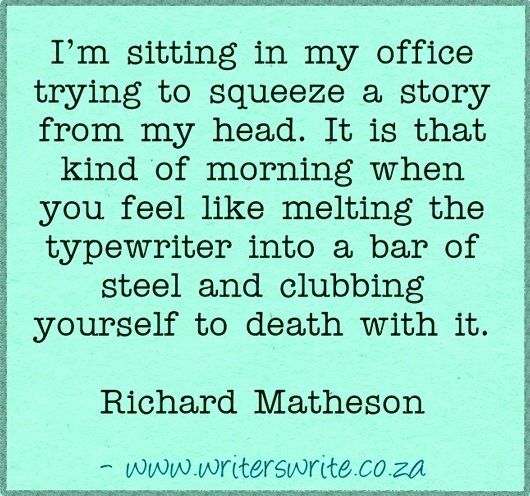 I'm sitting in my office
trying to squeeze a story
from my head. It is that
kind of morning when
you feel like melting the
typewriter into a bar of
steel and clubbing
yourself to death with it.
Richard Matheson
- www.writerswrite.co.za